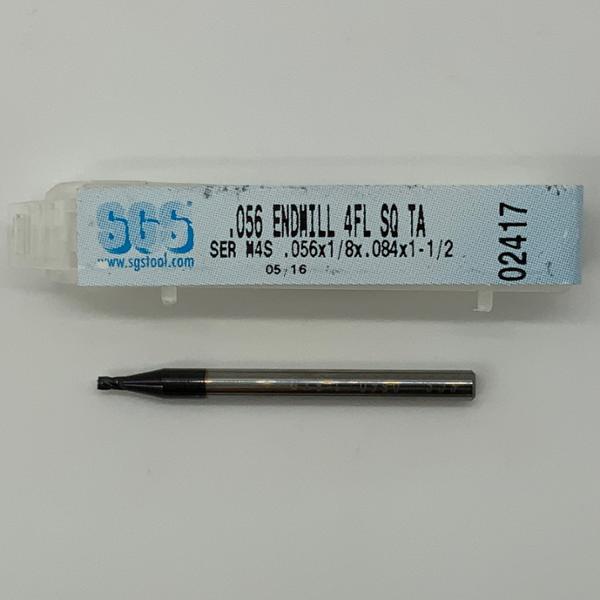 SGS
www.sgstool.com
.056 ENDMILL 4FL SQ TA
SER M4S .056x1/8x.084x1-1/2
05/16
02417